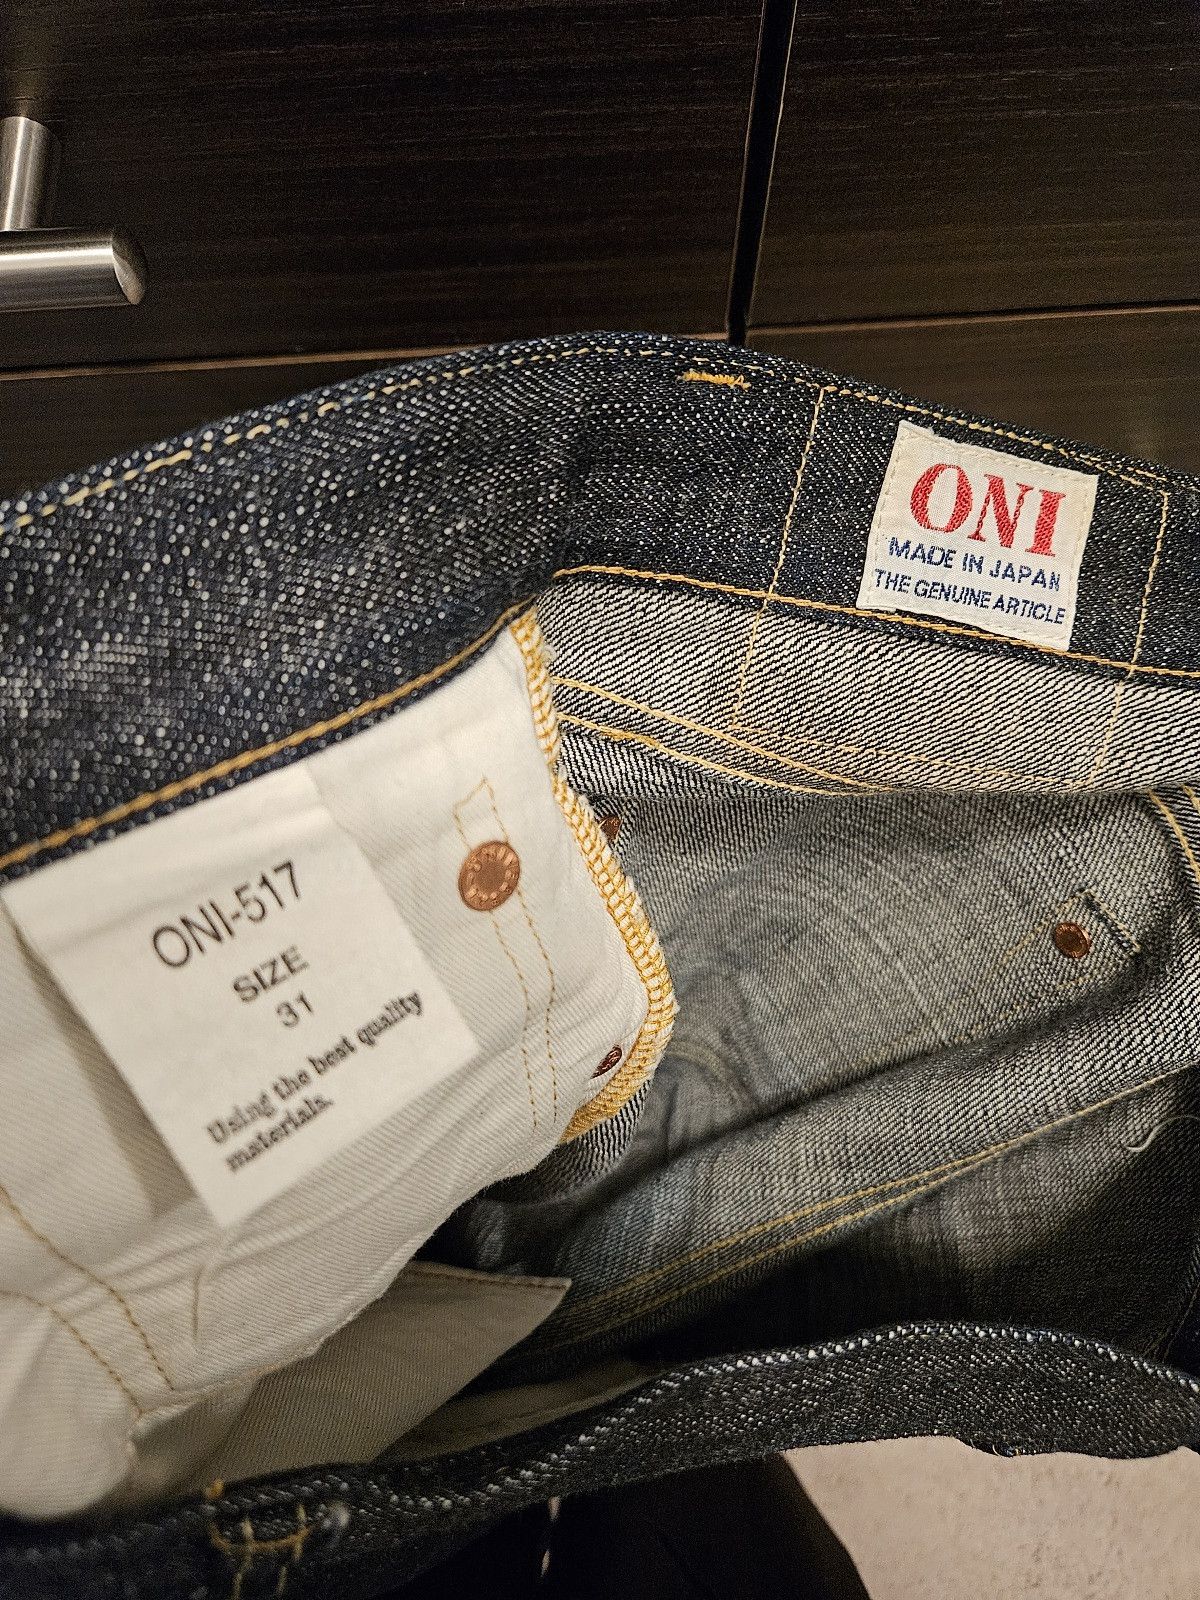 ONI
MADE IN JAPAN
THE GENUINE ARTICLE
ONI-517
SIZE
31
Using the best quality
materials.